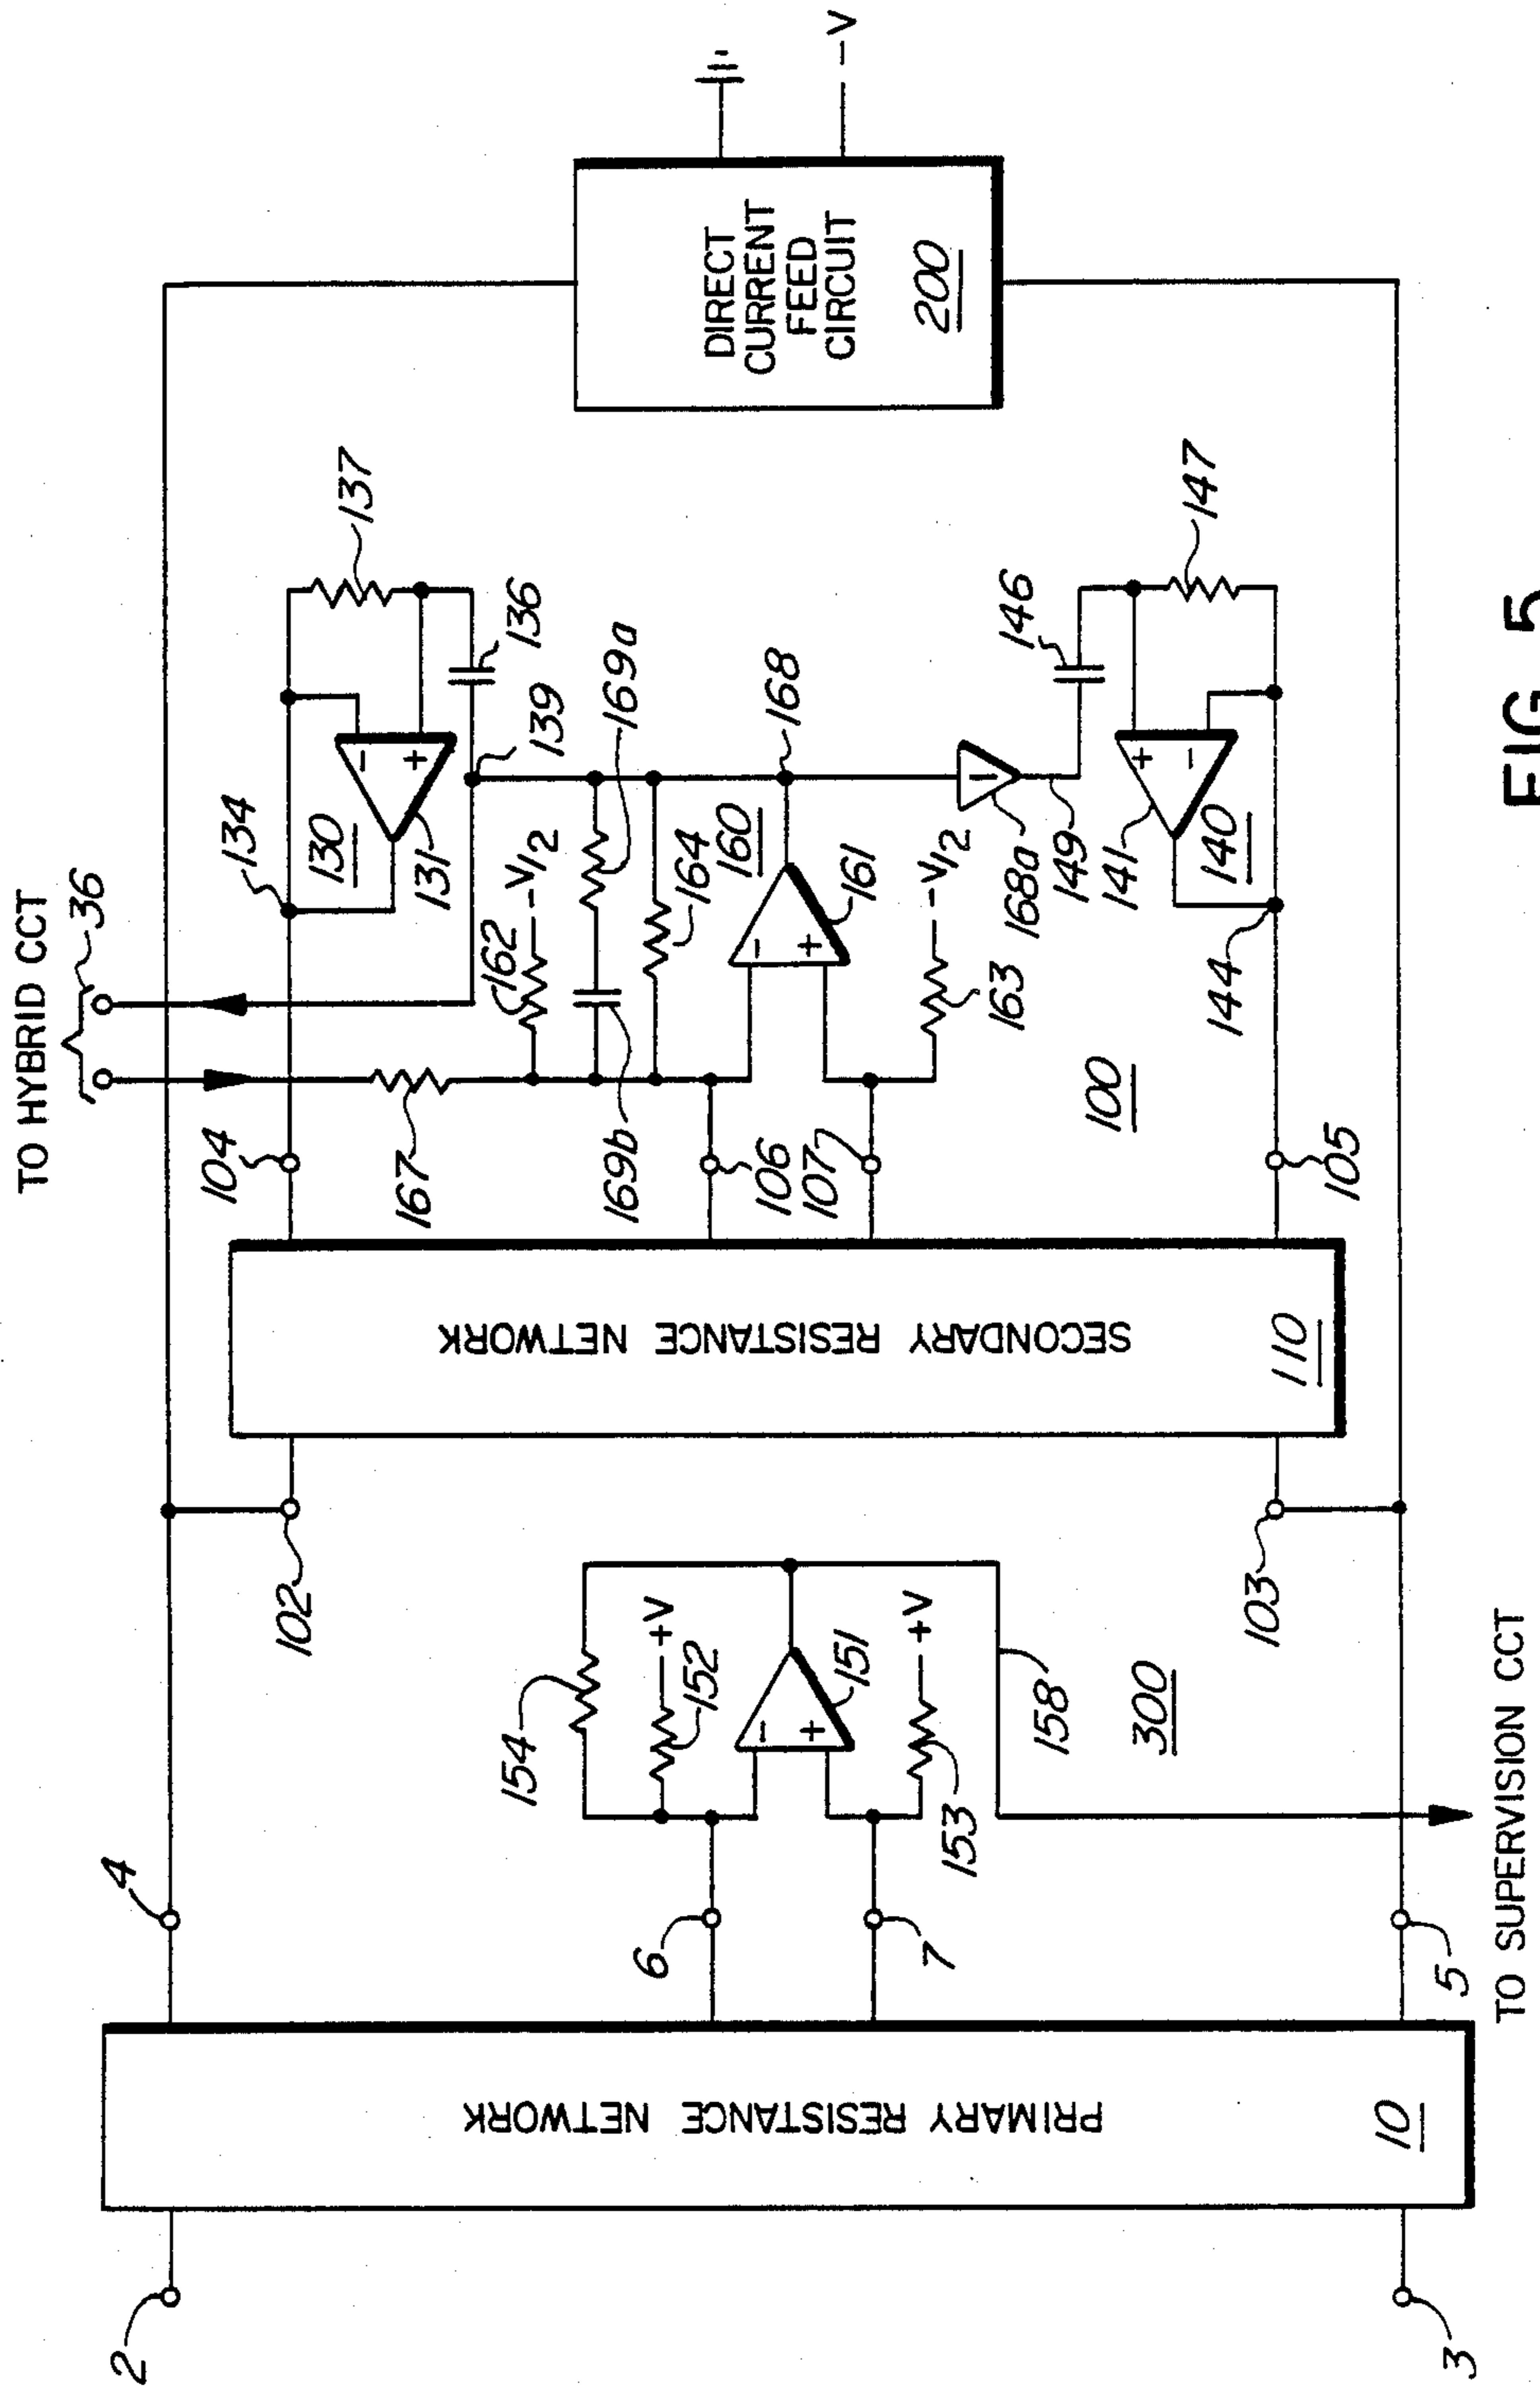 TO HYBRID CCT
36
104
134
167
130
131
137
136
139
162
-V/2
169a
169b
164
160
168
161
106
107
163
-V/2
168a
149
146
141
140
147
144
105
100
DIRECT
CURRENT
FEED
CIRCUIT
200
-V
SECONDARY RESISTANCE NETWORK
110
102
103
154
+V
152
151
+V
153
158
300
4
6
7
5
TO SUPERVISION CCT
PRIMARY RESISTANCE NETWORK
10
2
3
-
+
-
+
-
+
+
-
FIG 5